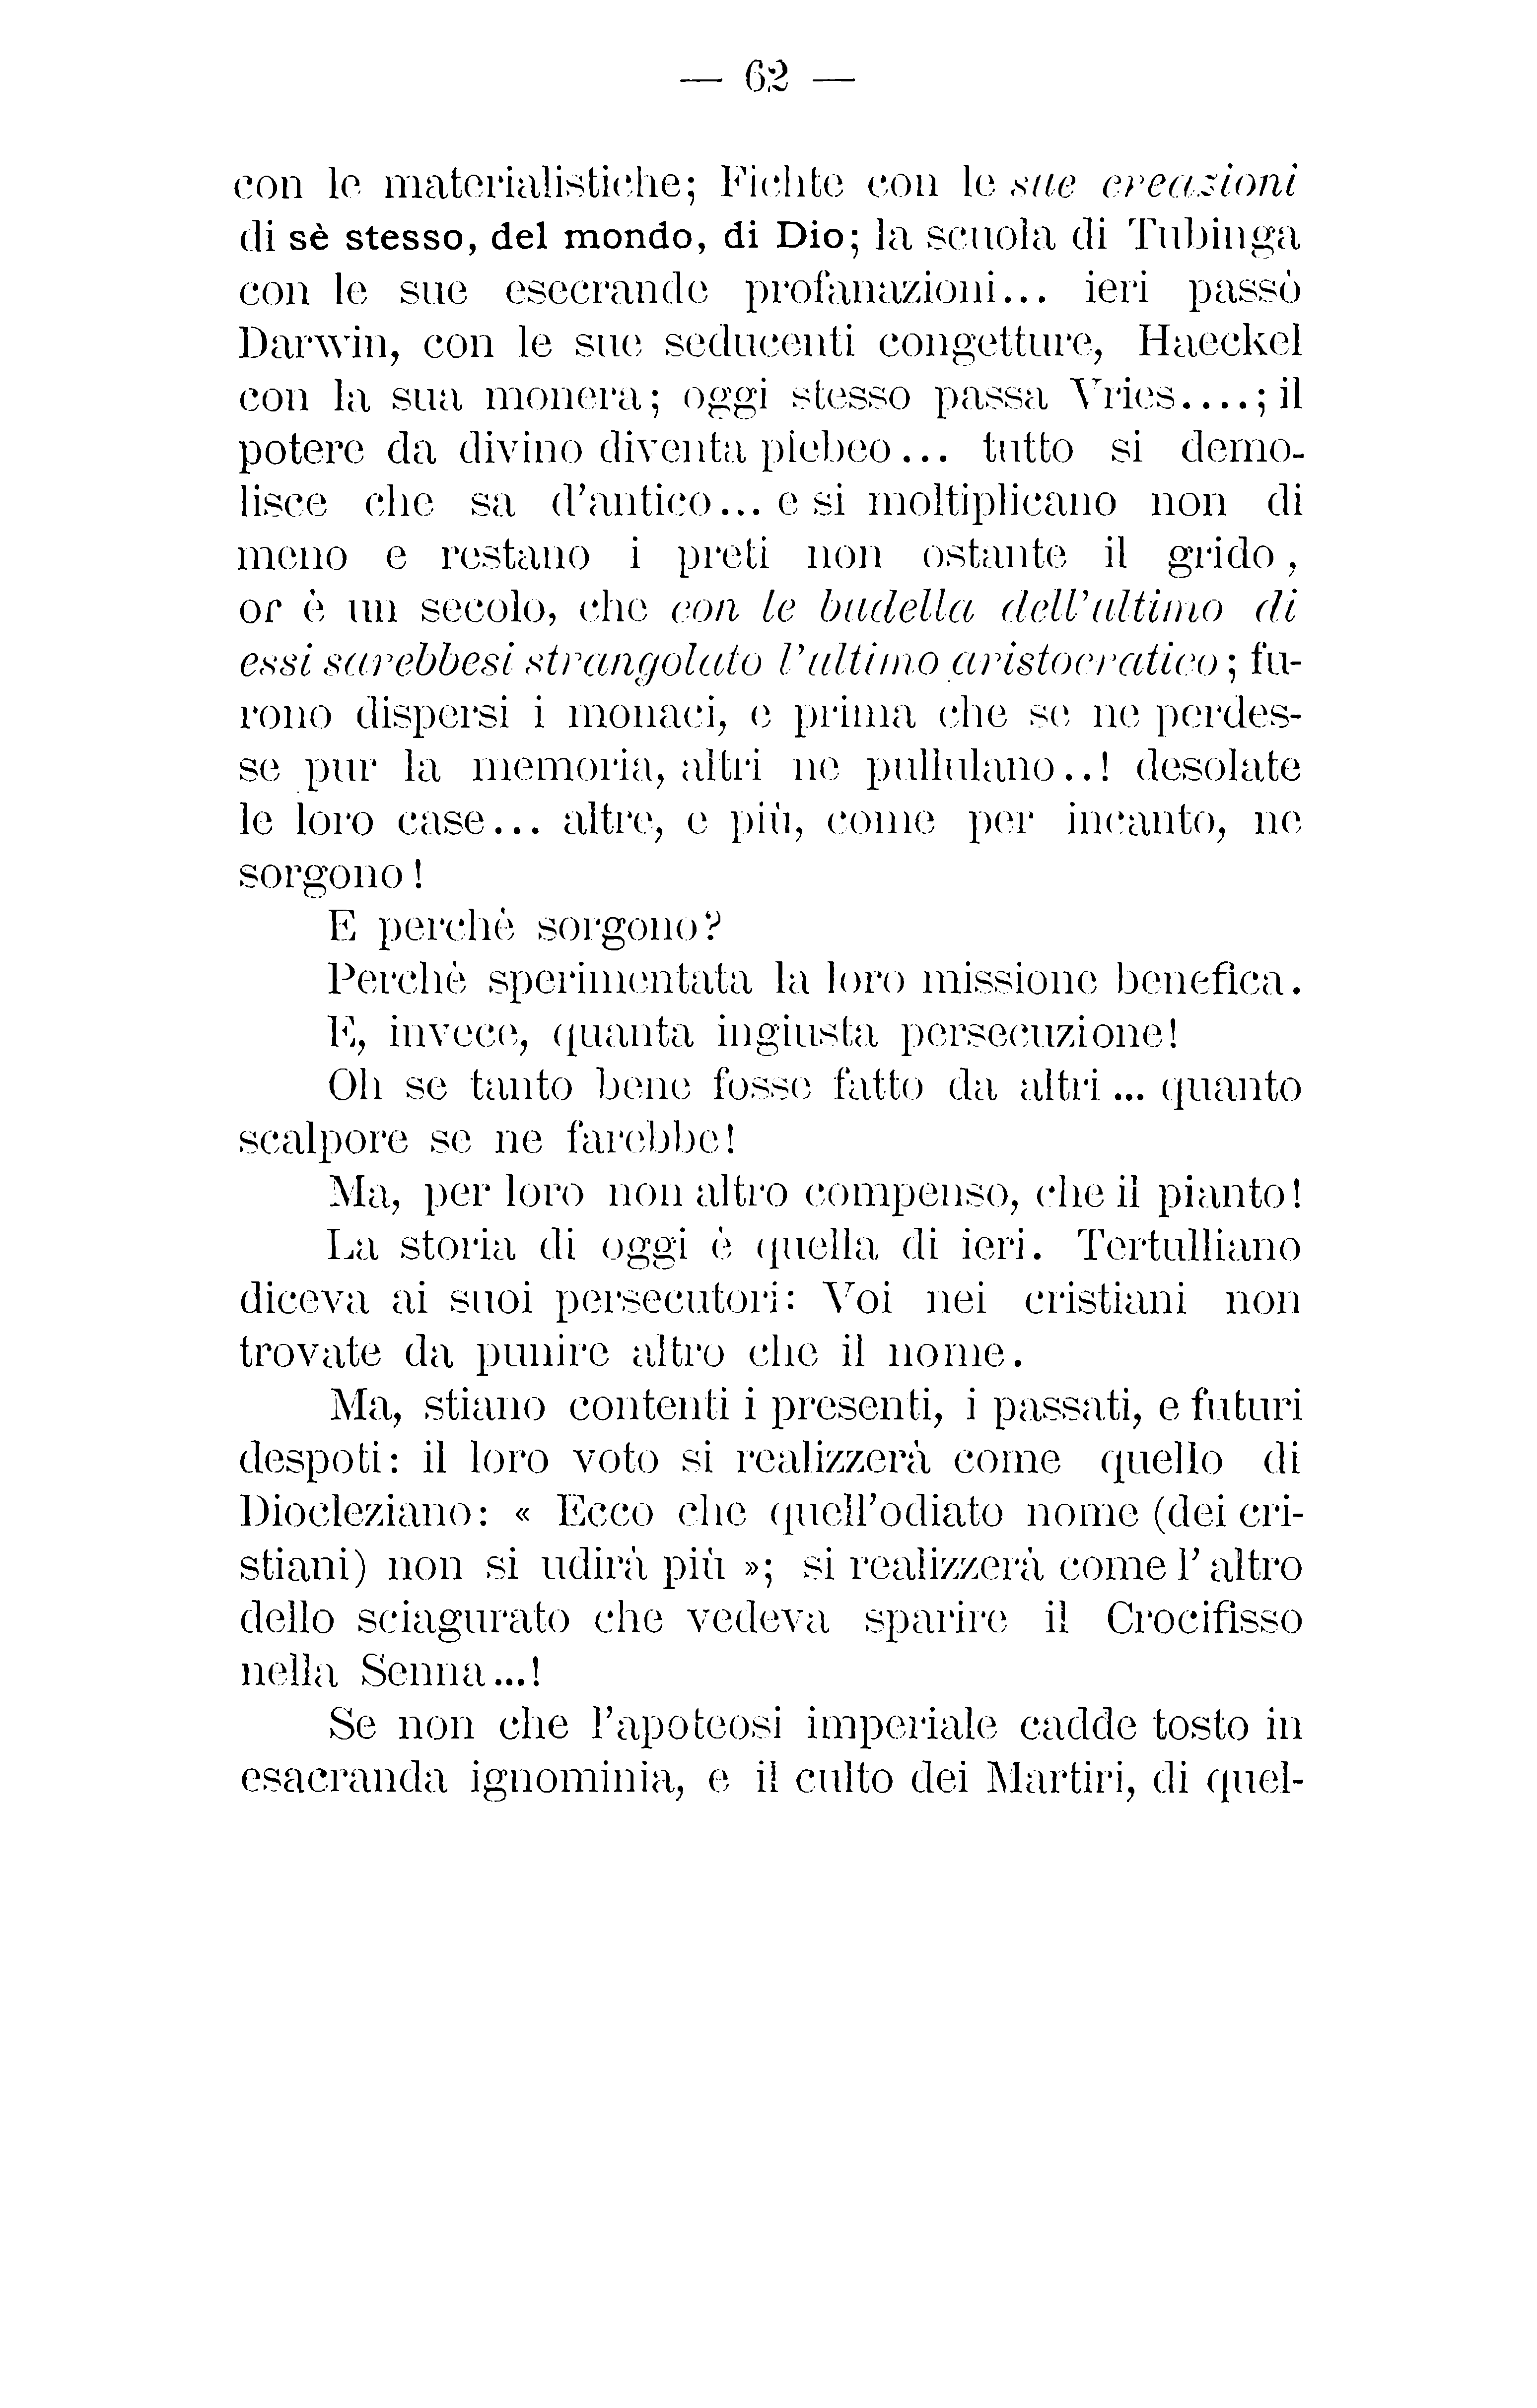 — 62 —
con le materialistiche; Fichte con le sue creazioni
di sè stesso, del mondo, di Dio; la scuola di Tubinga
con le sue esecrande profanazioni... ieri passò
Darwin, con le sue seducenti congetture, Haeckel
con la sua monera; oggi stesso passa Vries....; il
potere da divino diventa plebeo... tutto si demo-
lisce che sa d'antico... e si moltiplicano non di
meno e restano i preti non ostante il grido,
or è un secolo, che con le budella dell'ultimo di
essi sarebbesi strangolato l'ultimo aristocratico; fu-
rono dispersi i monaci, e prima che se ne perdes-
se pur la memoria, altri ne pullulano..! desolate
le loro case... altre, e più, come per incanto, ne
sorgono!
E perchè sorgono?
Perchè sperimentata la loro missione benefica.
E, invece, quanta ingiusta persecuzione!
Oh se tanto bene fosse fatto da altri ... quanto
scalpore se ne farebbe!
Ma, per loro non altro compenso, che il pianto!
La storia di oggi è quella di ieri. Tertulliano
diceva ai suoi persecutori: Voi nei cristiani non
trovate da punire altro che il nome.
Ma, stiano contenti i presenti, i passati, e futuri
despoti: il loro voto si realizzerà come quello di
Diocleziano: « Ecco che quell'odiato nome (dei cri-
stiani) non si udirà più »; si realizzerà come l' altro
dello sciagurato che vedeva sparire il Crocifisso
nella Senna...!
Se non che l'apoteosi imperiale cadde tosto in
esacranda ignominia, e il culto dei Martiri, di quel-